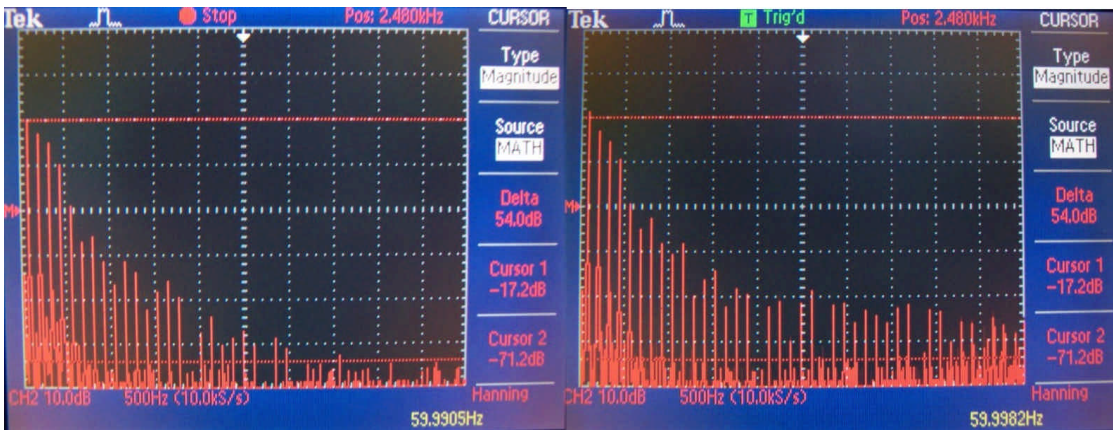 Tek Stop Pos: 2.480kHz CURSOR
Type
Magnitude
Source
MATH
Delta
54.0dB
Cursor 1
-17.2dB
Cursor 2
-71.2dB
M
CH2 10.0dB 500Hz (10.0kS/s) Hanning
59.9905Hz
Tek T Trig'd Pos: 2.480kHz CURSOR
Type
Magnitude
Source
MATH
Delta
54.0dB
Cursor 1
-17.2dB
Cursor 2
-71.2dB
M
CH2 10.0dB 500Hz (10.0kS/s) Hanning
59.9982Hz